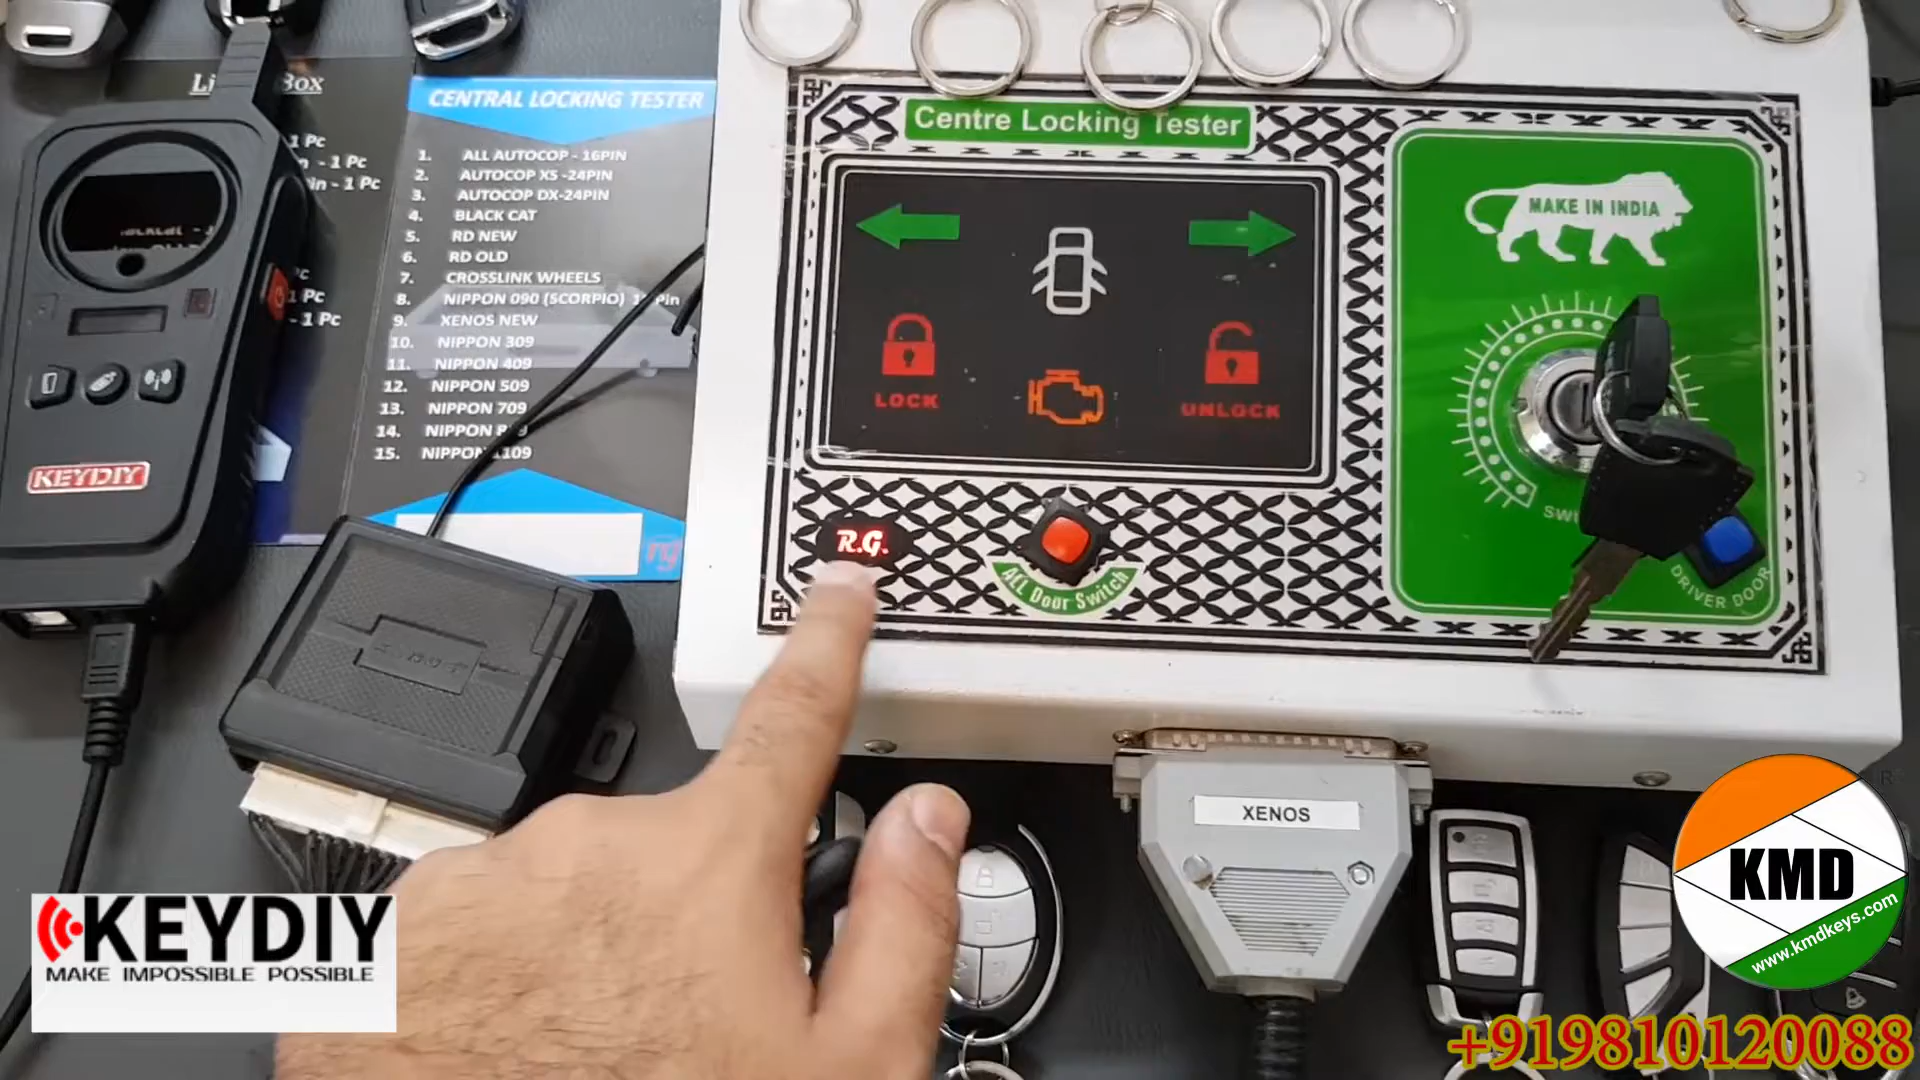 CENTRAL LOCKING TESTER
1. ALL AUTOCOP - 16PIN
2. AUTOCOP XS -24PIN
3. AUTOCOP DX-24PIN
4. BLACK CAT
5. RD NEW
6. RD OLD
7. CROSSLINK WHEELS
8. NIPPON 090 (SCORPIO)
9. XENOS NEW
10. NIPPON 309
11. NIPPON 409
12. NIPPON 509
13. NIPPON 709
14. NIPPON
15. NIPPON
rg
Box
1 Pc
- 1 Pc
- 1 Pc
1 Pc
- 1 Pc
KEYDIY
Centre Locking Tester
LOCK
UNLOCK
R.G.
ALL Door Switch
MAKE IN INDIA
DRIVER DOOR
XENOS
KEYDIY
MAKE IMPOSSIBLE POSSIBLE
KMD
www.kmdkeys.com
+919810120088